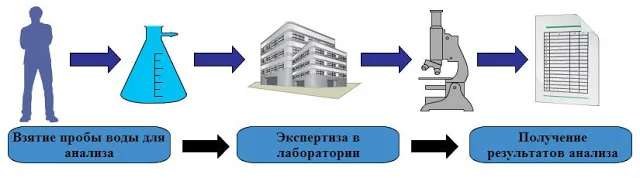 Взятие пробы воды для
анализа
Экспертиза в
лаборатории
Получение
результатов анализа